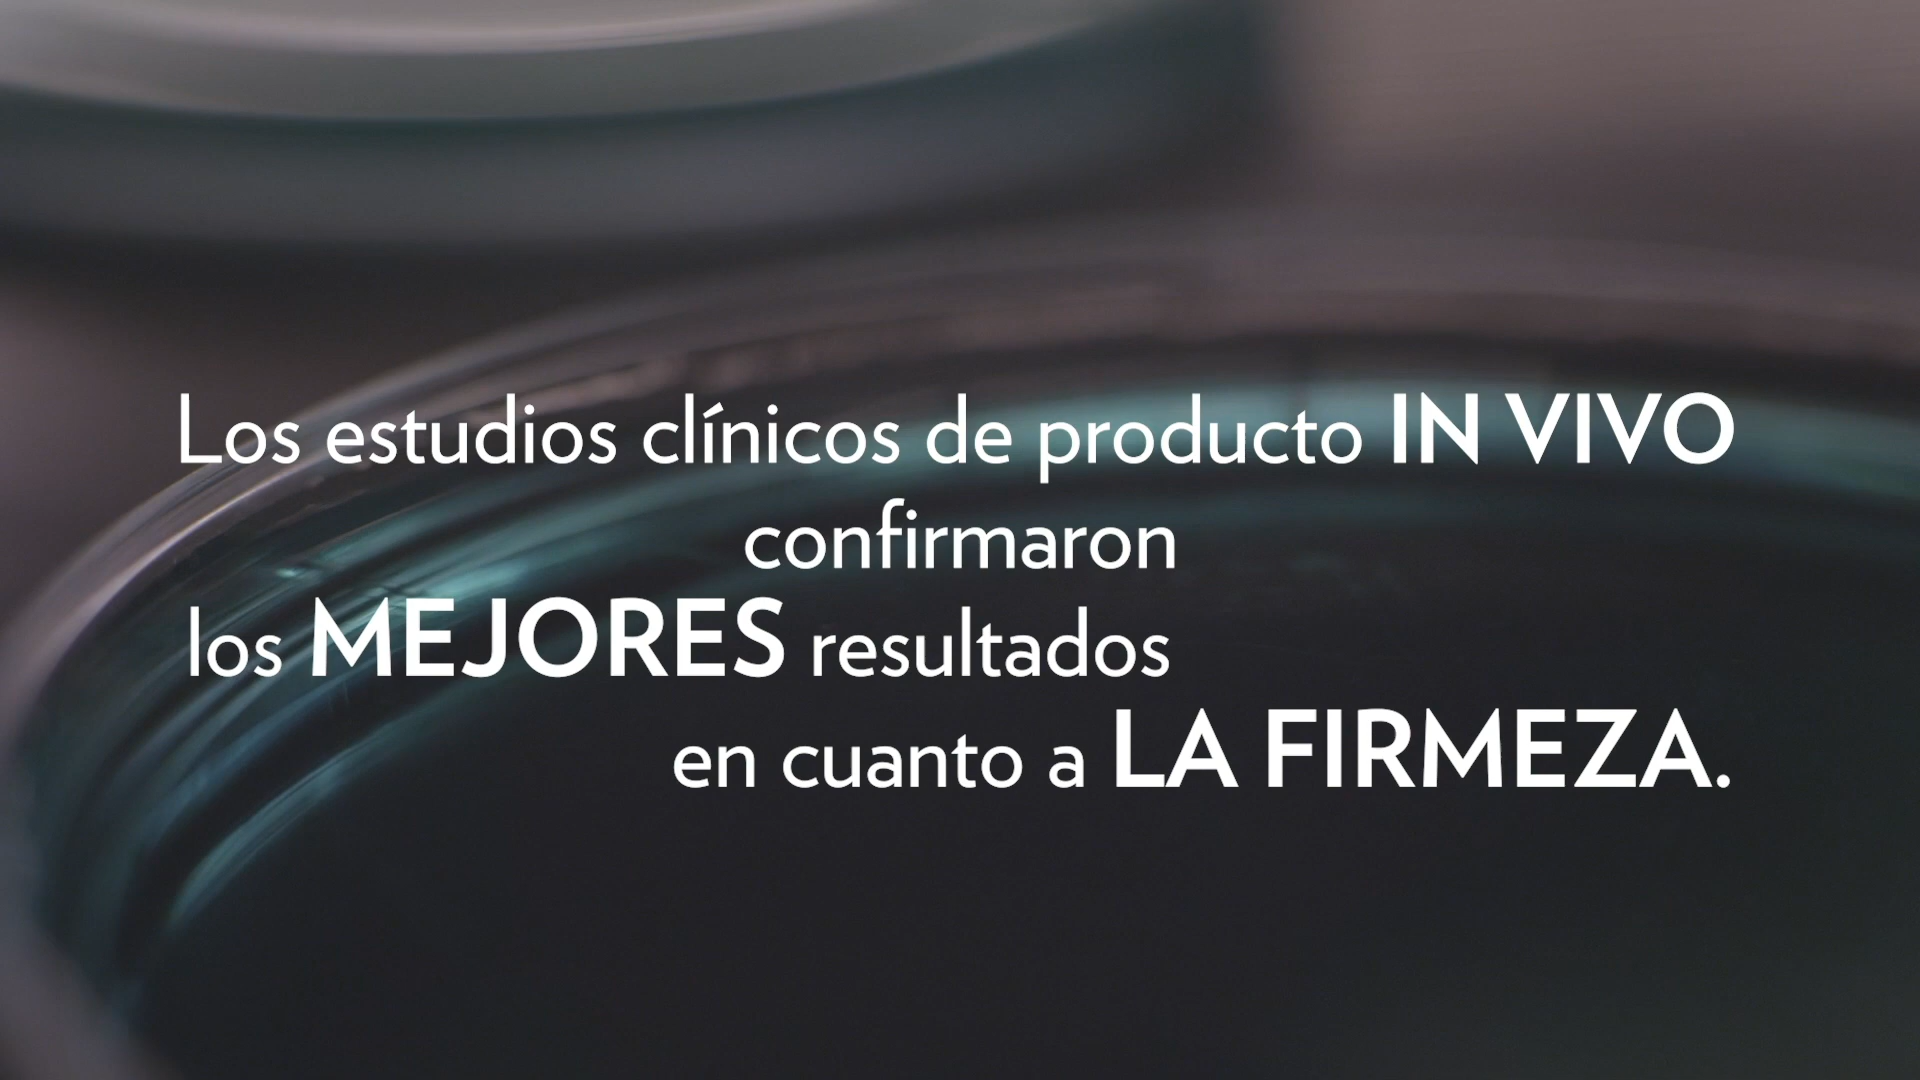 Los estudios clínicos de producto IN VIVO
confirmaron
los MEJORES resultados
en cuanto a LA FIRMEZA.